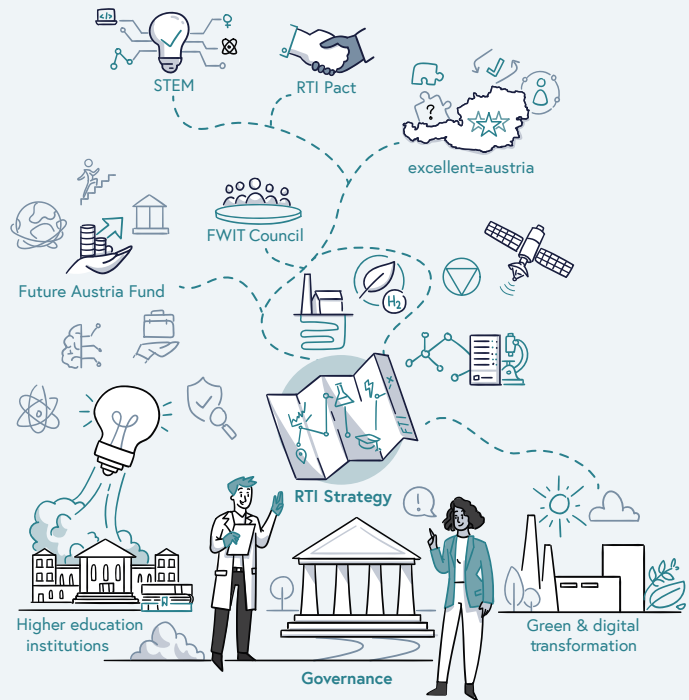 </>
STEM
RTI Pact
?
excellent=austria
FWIT Council
Future Austria Fund
H₂
FTI
RTI Strategy
!
Higher education
institutions
Green & digital
transformation
Governance